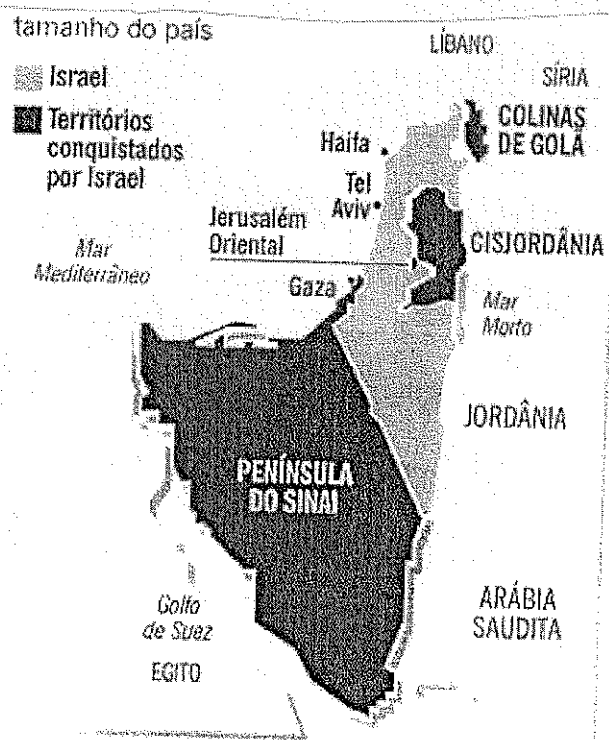 tamanho do país
Israel
Territórios
conquistados
por Israel
LÍBANO
SÍRIA
COLINAS
DE GOLÃ
Haifa
Tel
Aviv
Jerusalém
Oriental
CISJORDÂNIA
Mar
Mediterrâneo
Gaza
Mar
Morto
JORDÂNIA
PENÍNSULA
DO SINAI
Golfo
de Suez
EGITO
ARÁBIA
SAUDITA